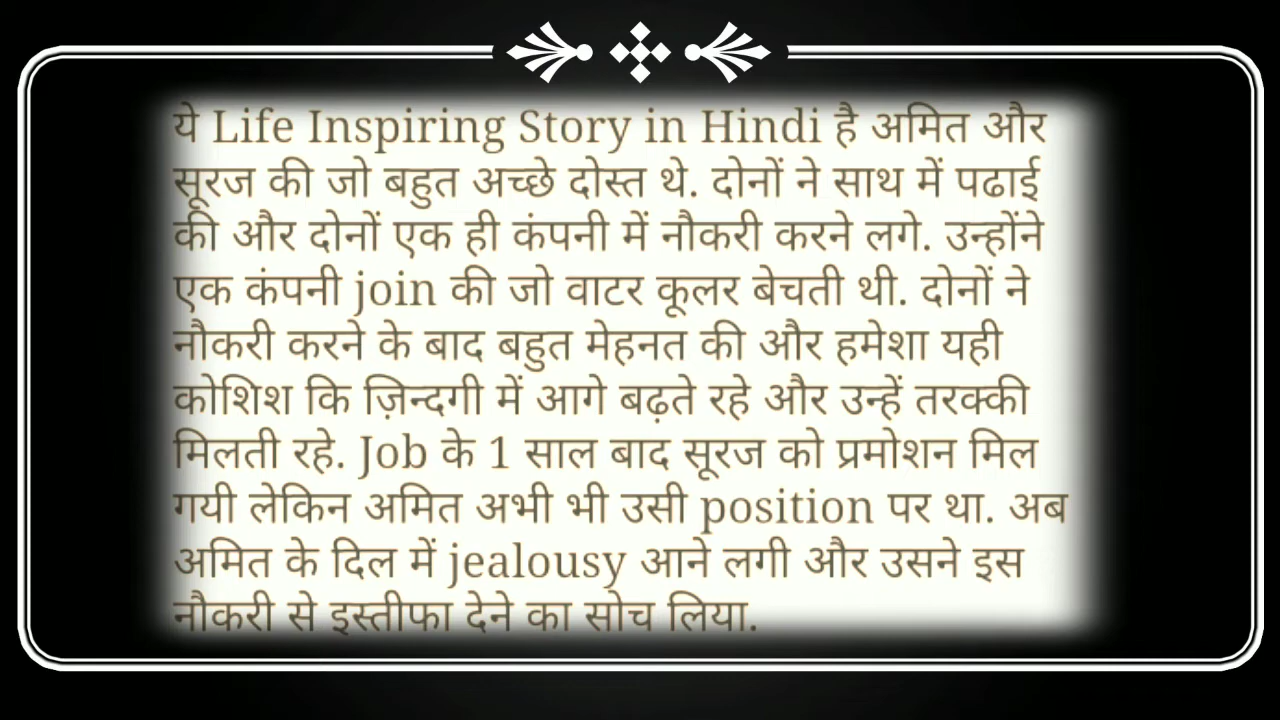 ये Life Inspiring Story in Hindi है अमित और
सूरज की जो बहुत अच्छे दोस्त थे. दोनों ने साथ में पढाई
की और दोनों एक ही कंपनी में नौकरी करने लगे. उन्होंने
एक कंपनी join की जो वाटर कूलर बेचती थी. दोनों ने
नौकरी करने के बाद बहुत मेहनत की और हमेशा यही
कोशिश कि ज़िन्दगी में आगे बढ़ते रहे और उन्हें तरक्की
मिलती रहे. Job के 1 साल बाद सूरज को प्रमोशन मिल
गयी लेकिन अमित अभी भी उसी position पर था. अब
अमित के दिल में jealousy आने लगी और उसने इस
नौकरी से इस्तीफा देने का सोच लिया.